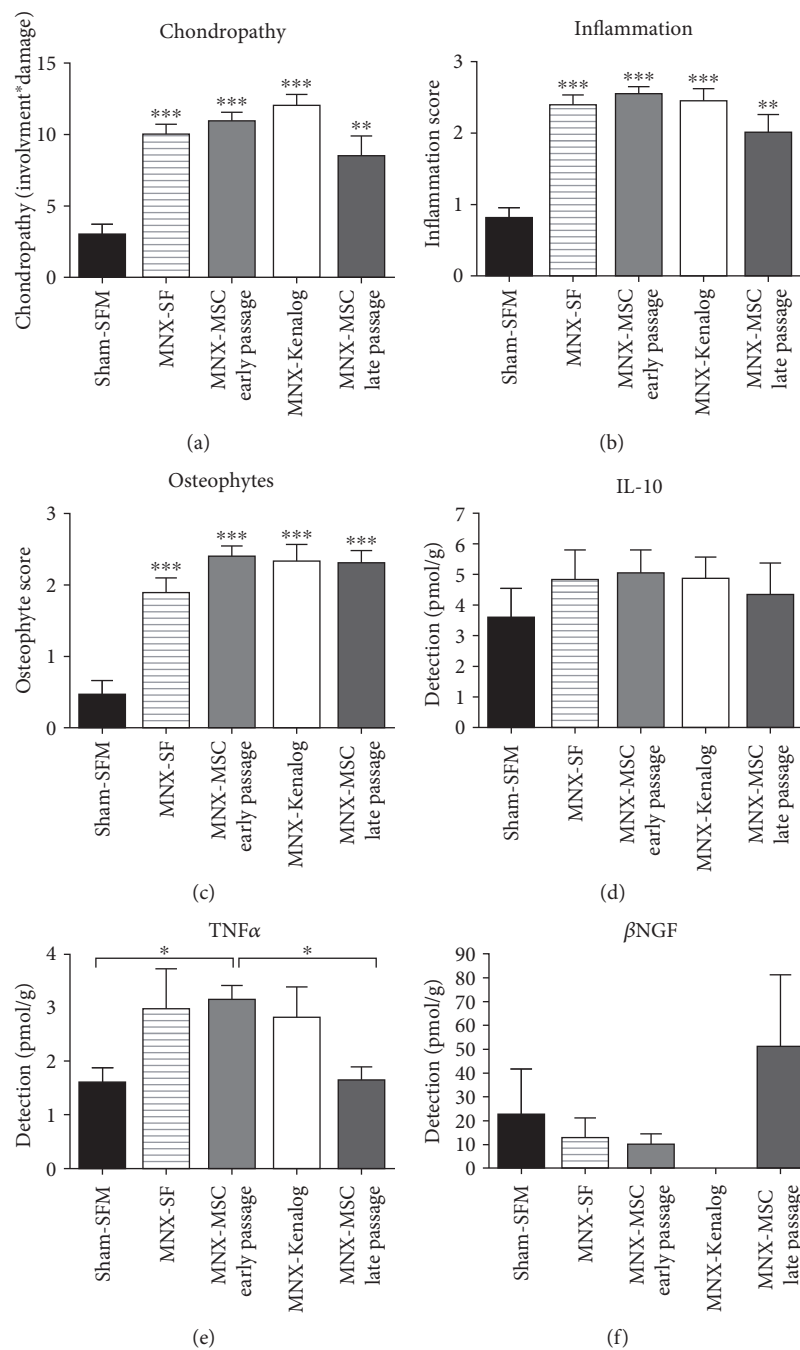 Chondropathy
Chondropathy (involvment*damage)
15
10
5
0
***
***
***
**
Sham-SFM
MNX-SF
MNX-MSC
early passage
MNX-Kenalog
MNX-MSC
late passage
(a)
Inflammation
Inflammation score
3
2
1
0
***
***
***
**
Sham-SFM
MNX-SF
MNX-MSC
early passage
MNX-Kenalog
MNX-MSC
late passage
(b)
Osteophytes
Osteophyte score
3
2
1
0
***
***
***
***
Sham-SFM
MNX-SF
MNX-MSC
early passage
MNX-Kenalog
MNX-MSC
late passage
(c)
IL-10
Detection (pmol/g)
7
6
5
4
3
2
1
0
Sham-SFM
MNX-SF
MNX-MSC
early passage
MNX-Kenalog
MNX-MSC
late passage
(d)
TNFα
Detection (pmol/g)
4
3
2
1
0
*
*
Sham-SFM
MNX-SF
MNX-MSC
early passage
MNX-Kenalog
MNX-MSC
late passage
(e)
βNGF
Detection (pmol/g)
90
80
70
60
50
40
30
20
10
0
Sham-SFM
MNX-SF
MNX-MSC
early passage
MNX-Kenalog
MNX-MSC
late passage
(f)